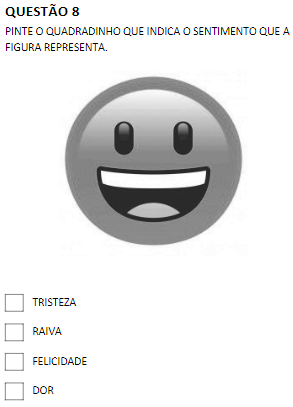 QUESTÃO 8
PINTE O QUADRADINHO QUE INDICA O SENTIMENTO QUE A
FIGURA REPRESENTA.
TRISTEZA
RAIVA
FELICIDADE
DOR